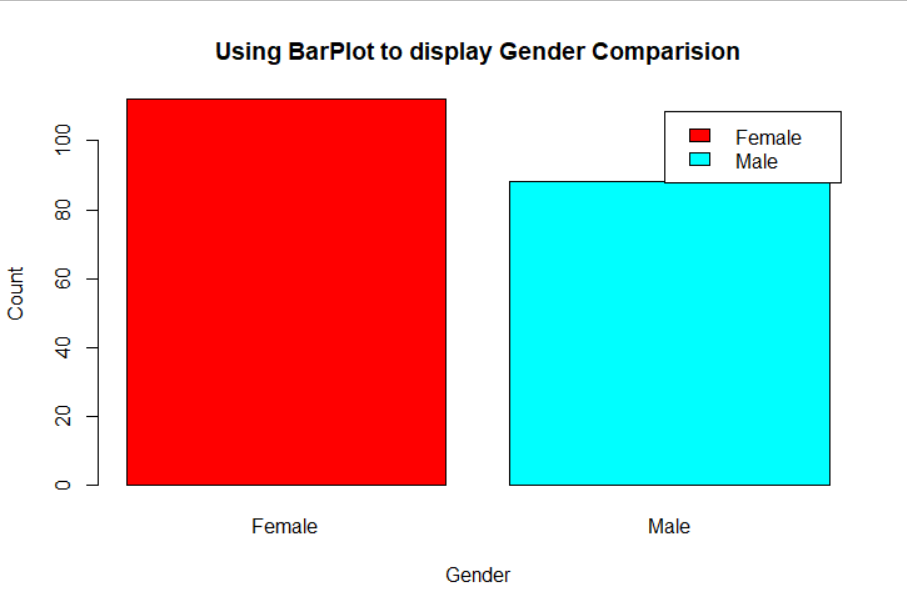 Using BarPlot to display Gender Comparision
Count
100
80
60
40
20
0
Female
Male
Female
Male
Gender